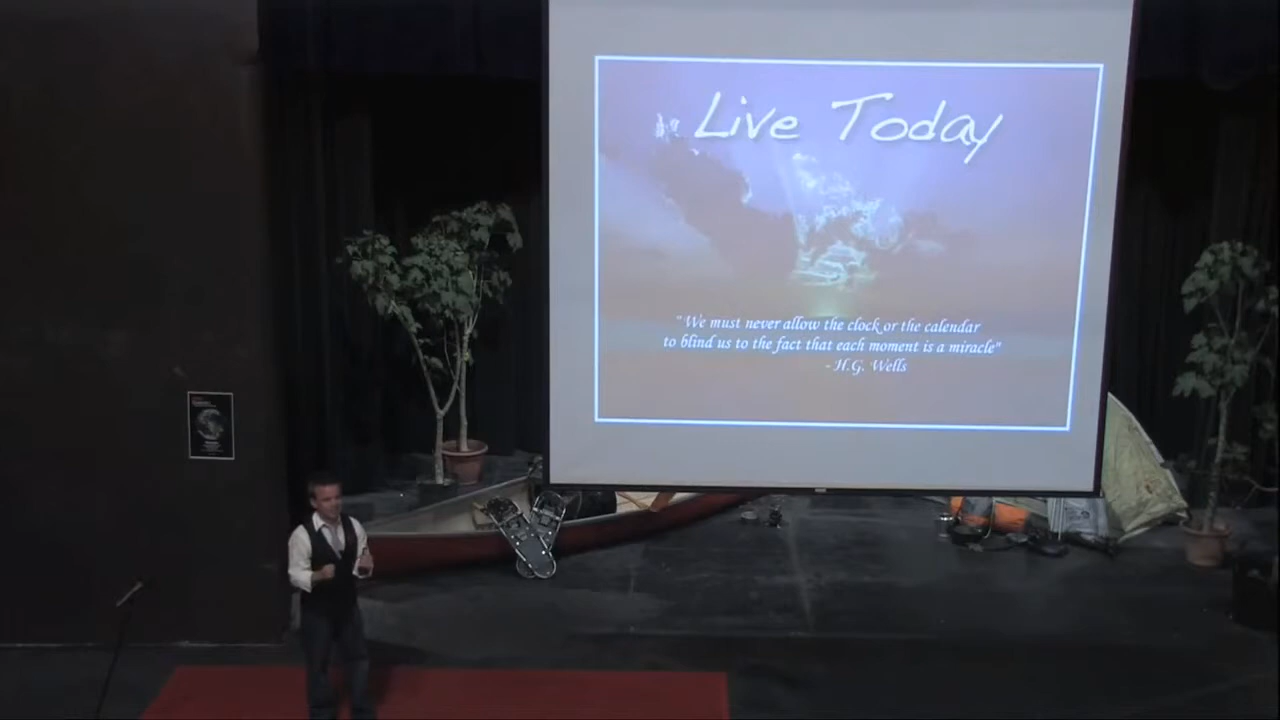 Live Today
"We must never allow the clock or the calendar
to blind us to the fact that each moment is a miracle"
- H.G. Wells